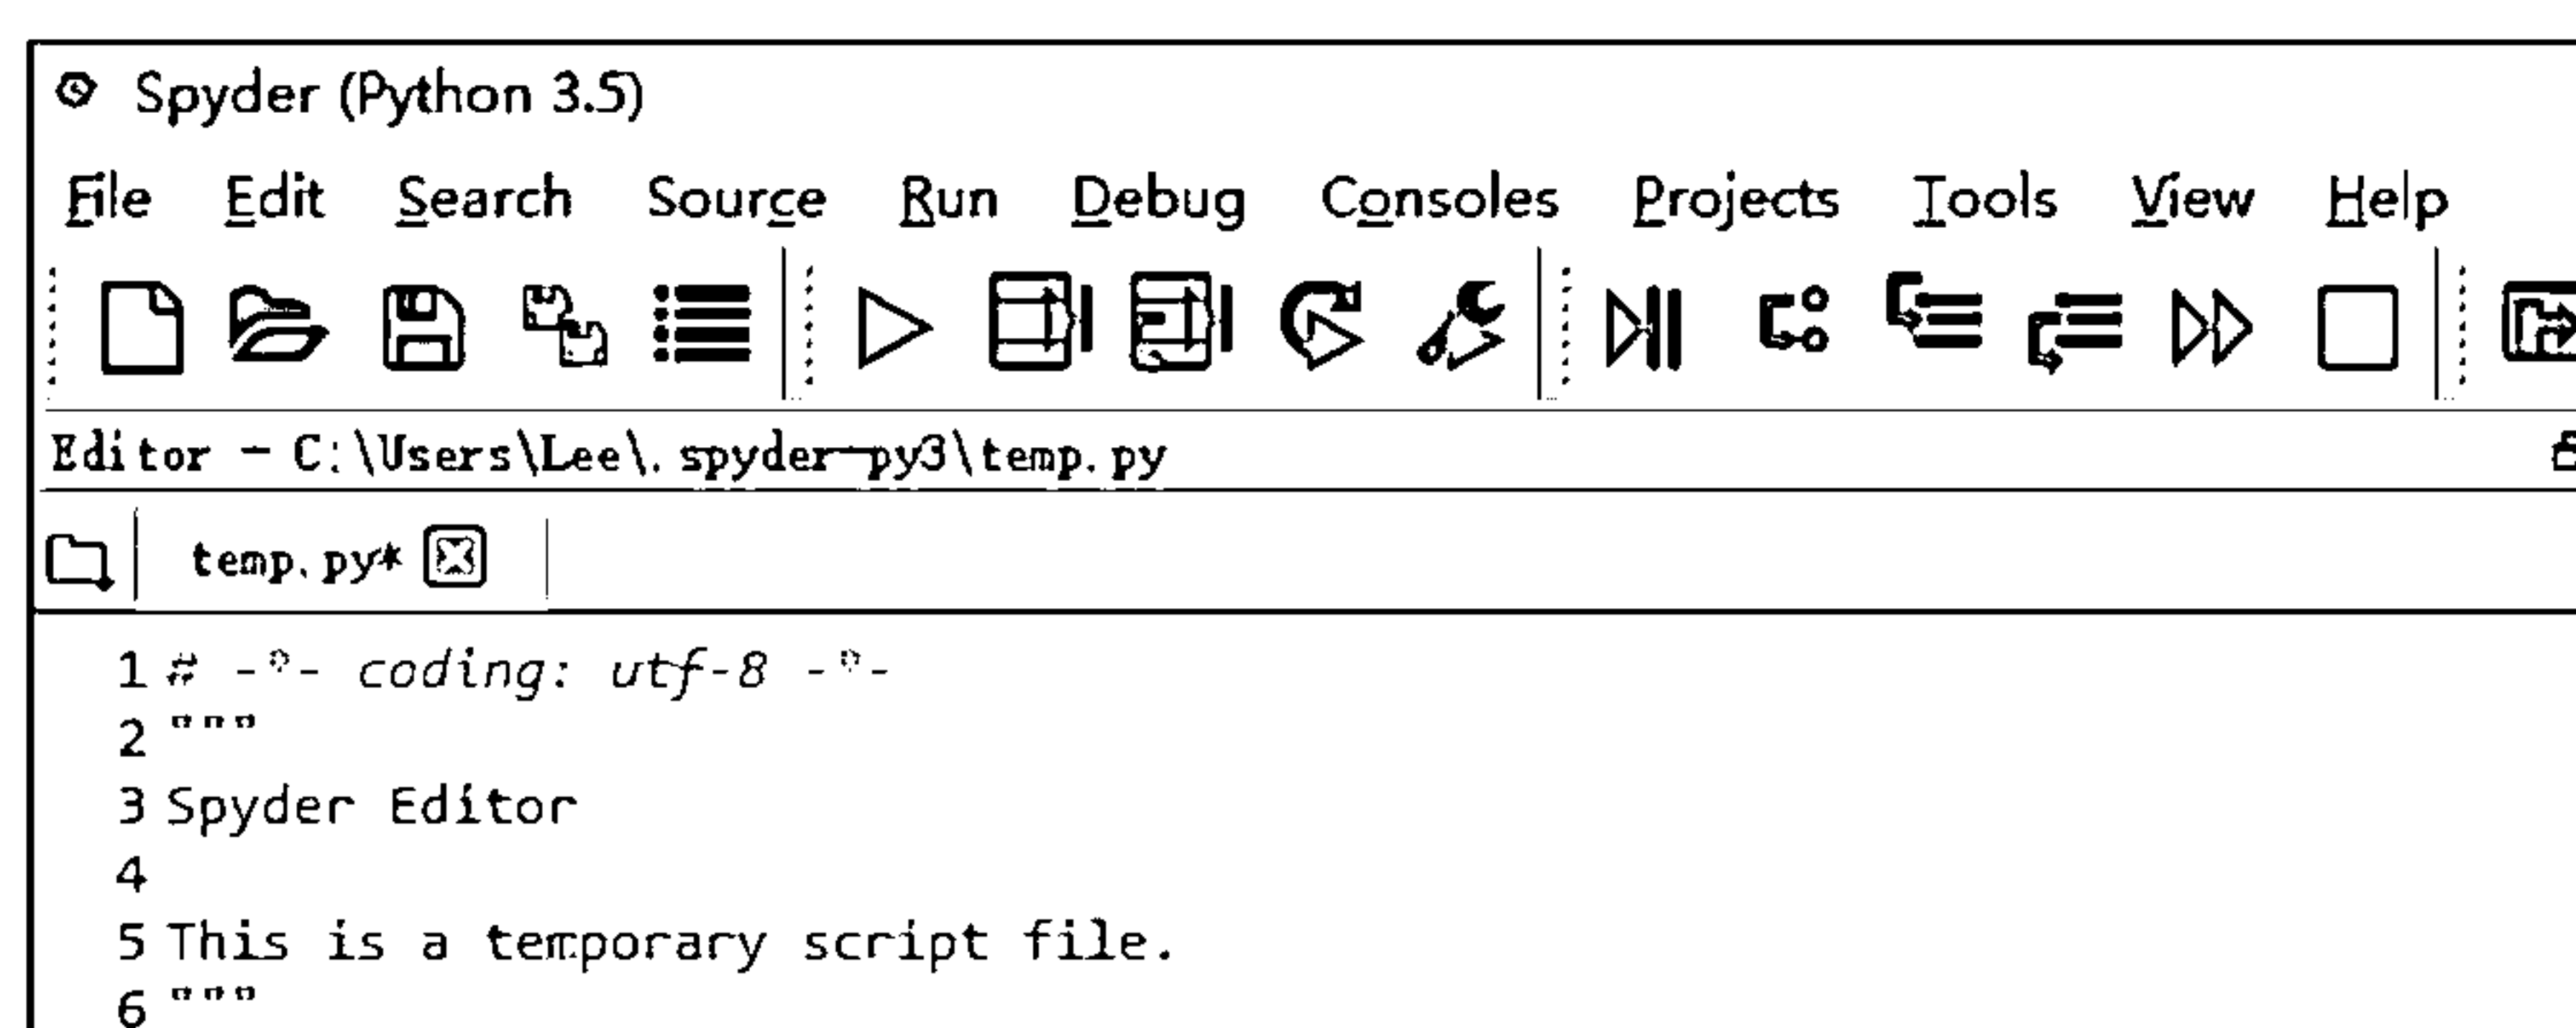 Spyder (Python 3.5)
File Edit Search Source Run Debug Consoles Projects Tools View Help
Editor - C:\Users\Lee\.spyder-py3\temp.py
temp.py*
1 # -*- coding: utf-8 -*-
2 """
3 Spyder Editor
4
5 This is a temporary script file.
6 """